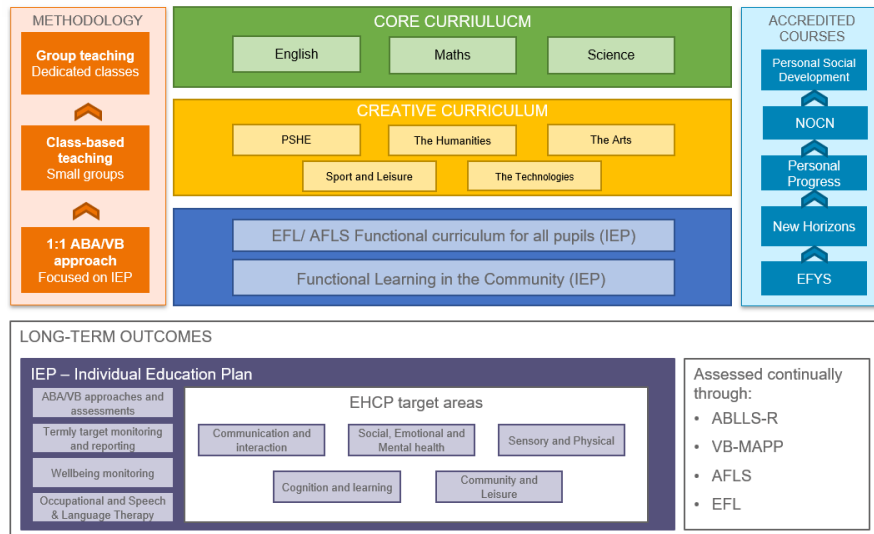 METHODOLOGY
Group teaching
Dedicated classes
Class-based
teaching
Small groups
1:1 ABA/VB
approach
Focused on IEP
CORE CURRIULUCM
English
Maths
Science
CREATIVE CURRICULUM
PSHE
The Humanities
The Arts
Sport and Leisure
The Technologies
EFL/ AFLS Functional curriculum for all pupils (IEP)
Functional Learning in the Community (IEP)
ACCREDITED
COURSES
Personal Social
Development
NOCN
Personal
Progress
New Horizons
EFYS
LONG-TERM OUTCOMES
IEP – Individual Education Plan
ABA/VB approaches and
assessments
Termly target monitoring
and reporting
Wellbeing monitoring
Occupational and Speech
& Language Therapy
EHCP target areas
Communication and
interaction
Social, Emotional and
Mental health
Sensory and Physical
Cognition and learning
Community and
Leisure
Assessed continually
through:
• ABLLS-R
• VB-MAPP
• AFLS
• EFL